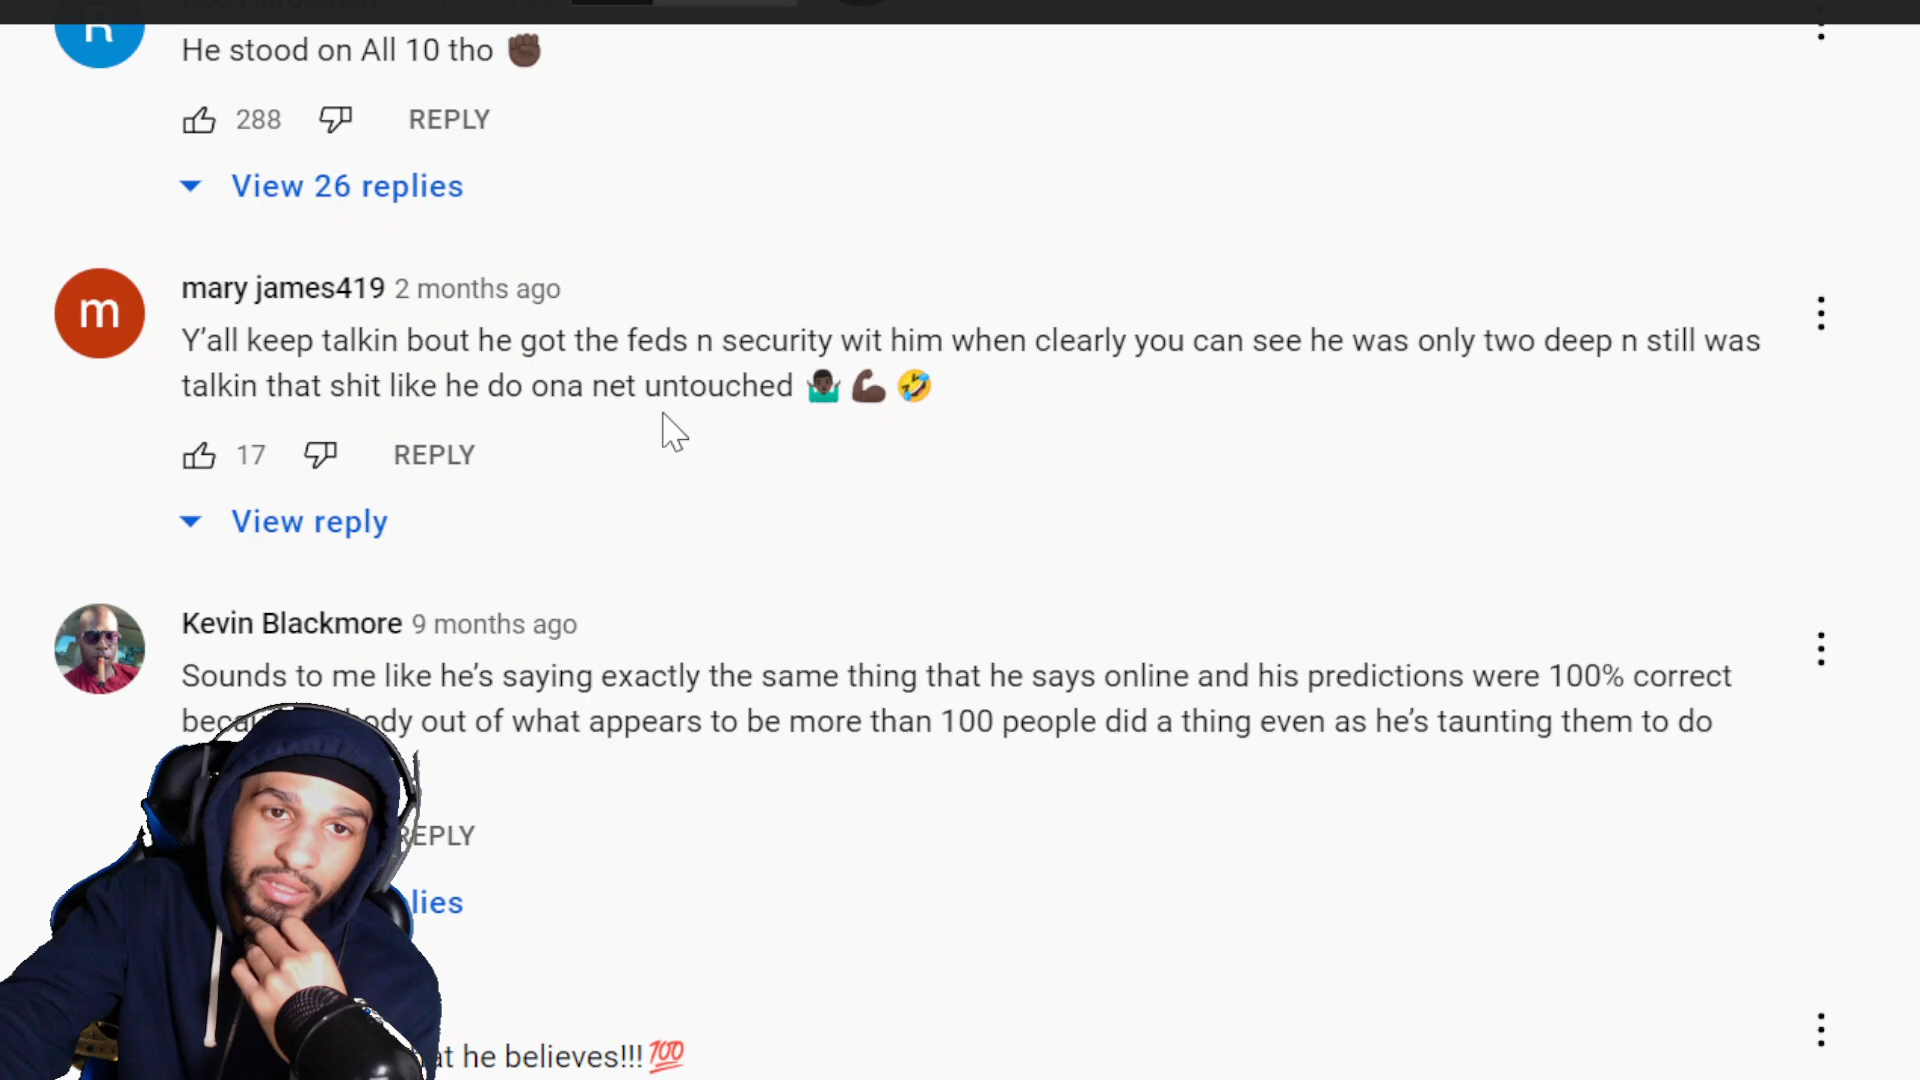 He stood on All 10 tho
288 REPLY
View 26 replies
m
mary james419 2 months ago
Y’all keep talkin bout he got the feds n security wit him when clearly you can see he was only two deep n still was
talkin that shit like he do ona net untouched
17 REPLY
View reply
Kevin Blackmore 9 months ago
Sounds to me like he’s saying exactly the same thing that he says online and his predictions were 100% correct
out of what appears to be more than 100 people did a thing even as he’s taunting them to do
REPLY
he believes!!! 💯